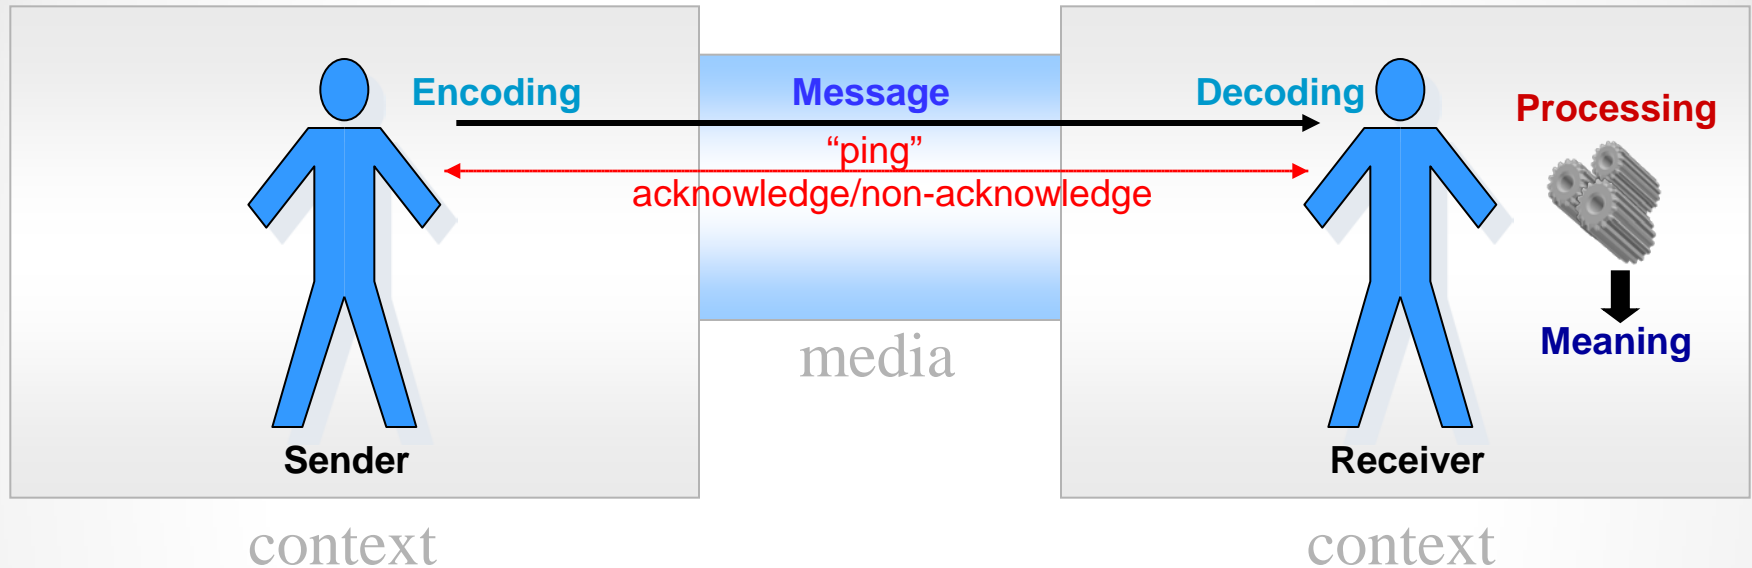 Encoding
Message
Decoding
Processing
“ping”
acknowledge/non-acknowledge
Meaning
media
Sender
Receiver
context
context